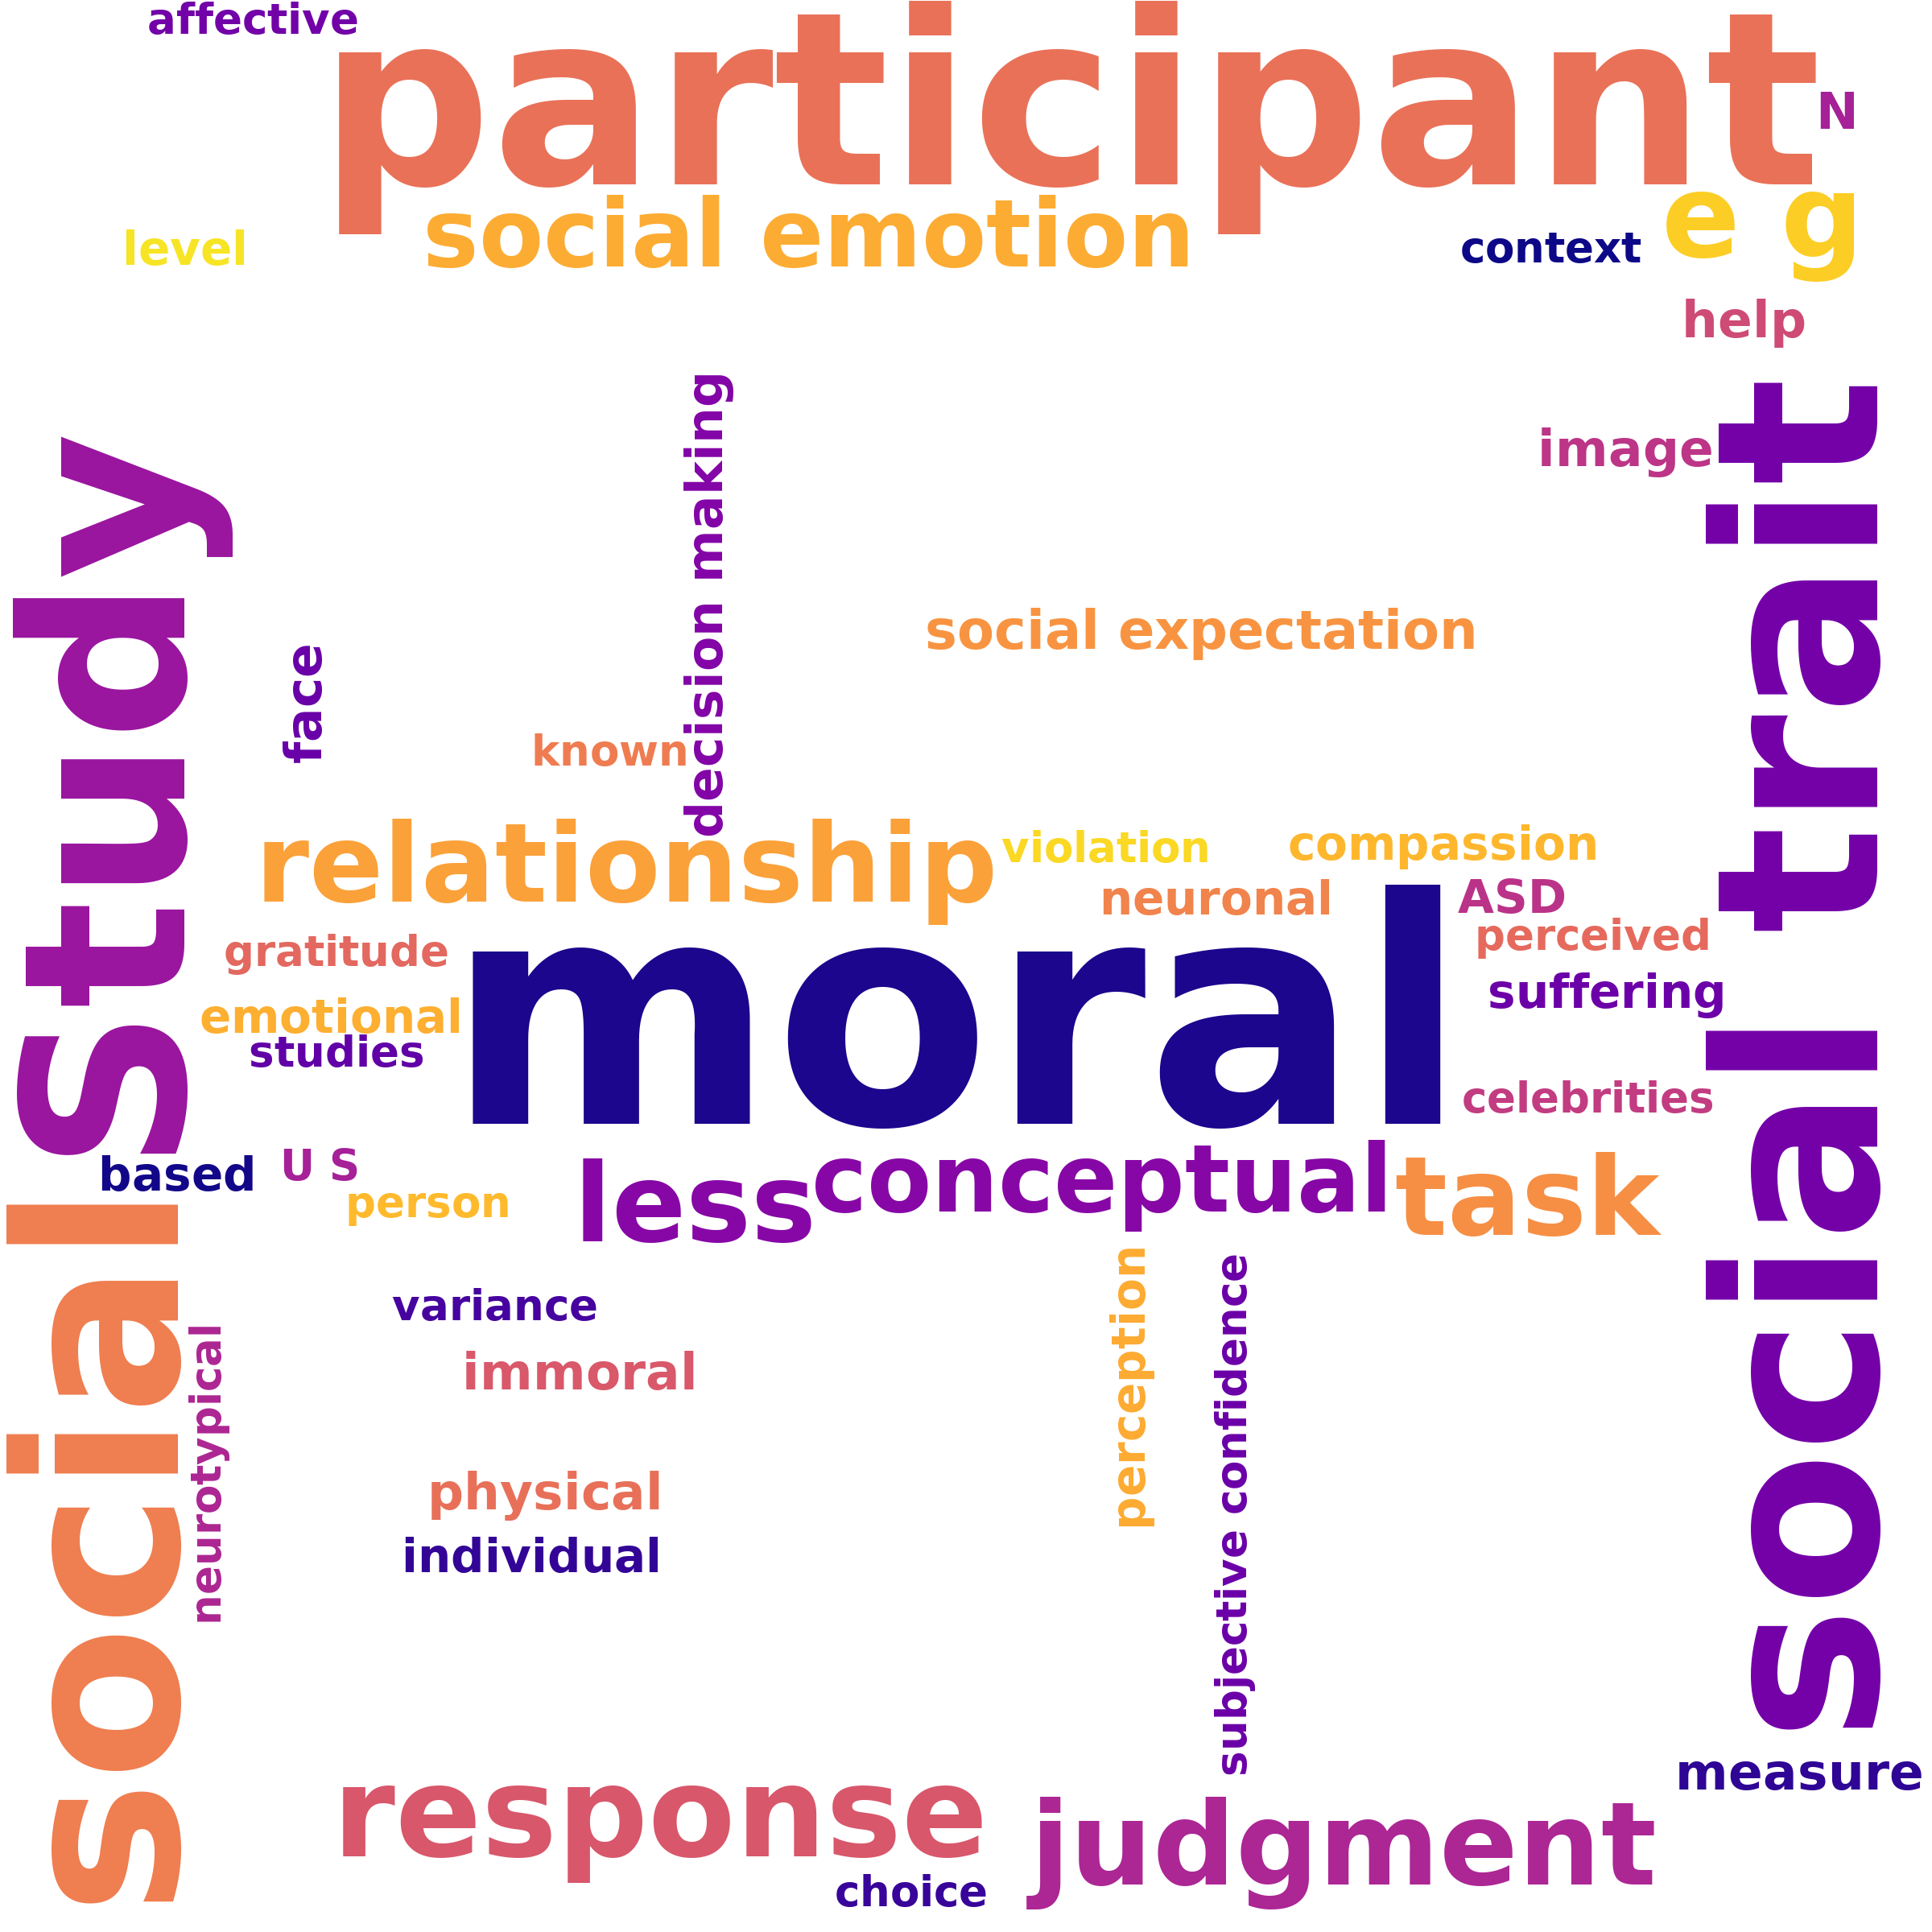 affective
participant
N
social emotion
level
context
e g
help
image
decision making
study
social trait
social expectation
face
known
relationship
violation
compassion
neuronal
ASD
gratitude
perceived
moral
suffering
emotional
studies
celebrities
based
U S
person
less
conceptual
task
social
variance
perception
subjective confidence
neurotypical
immoral
physical
individual
measure
response
judgment
choice